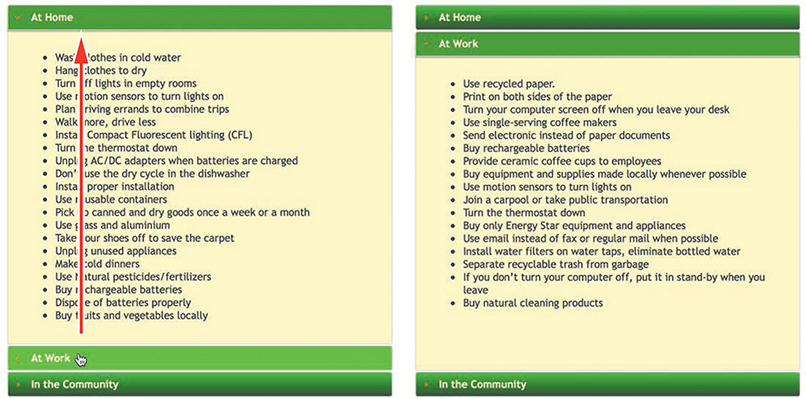 At Home
Wash clothes in cold water
Hang clothes to dry
Turn off lights in empty rooms
Use motion sensors to turn lights on
Plan driving errands to combine trips
Walk more, drive less
Install Compact Fluorescent lighting (CFL)
Turn the thermostat down
Unplug AC/DC adapters when batteries are charged
Don't use the dry cycle in the dishwasher
Install proper installation
Use reusable containers
Pick up canned and dry goods once a week or a month
Use glass and aluminium
Take your shoes off to save the carpet
Unplug unused appliances
Make cold dinners
Use natural pesticides/fertilizers
Buy rechargeable batteries
Dispose of batteries properly
Buy fruits and vegetables locally
At Work
In the Community
At Home
At Work
Use recycled paper.
Print on both sides of the paper
Turn your computer screen off when you leave your desk
Use single-serving coffee makers
Send electronic instead of paper documents
Buy rechargeable batteries
Provide ceramic coffee cups to employees
Buy equipment and supplies made locally whenever possible
Use motion sensors to turn lights on
Join a carpool or take public transportation
Turn the thermostat down
Buy only Energy Star equipment and appliances
Use email instead of fax or regular mail when possible
Install water filters on water taps, eliminate bottled water
Separate recyclable trash from garbage
If you don't turn your computer off, put it in stand-by when you
leave
Buy natural cleaning products
In the Community